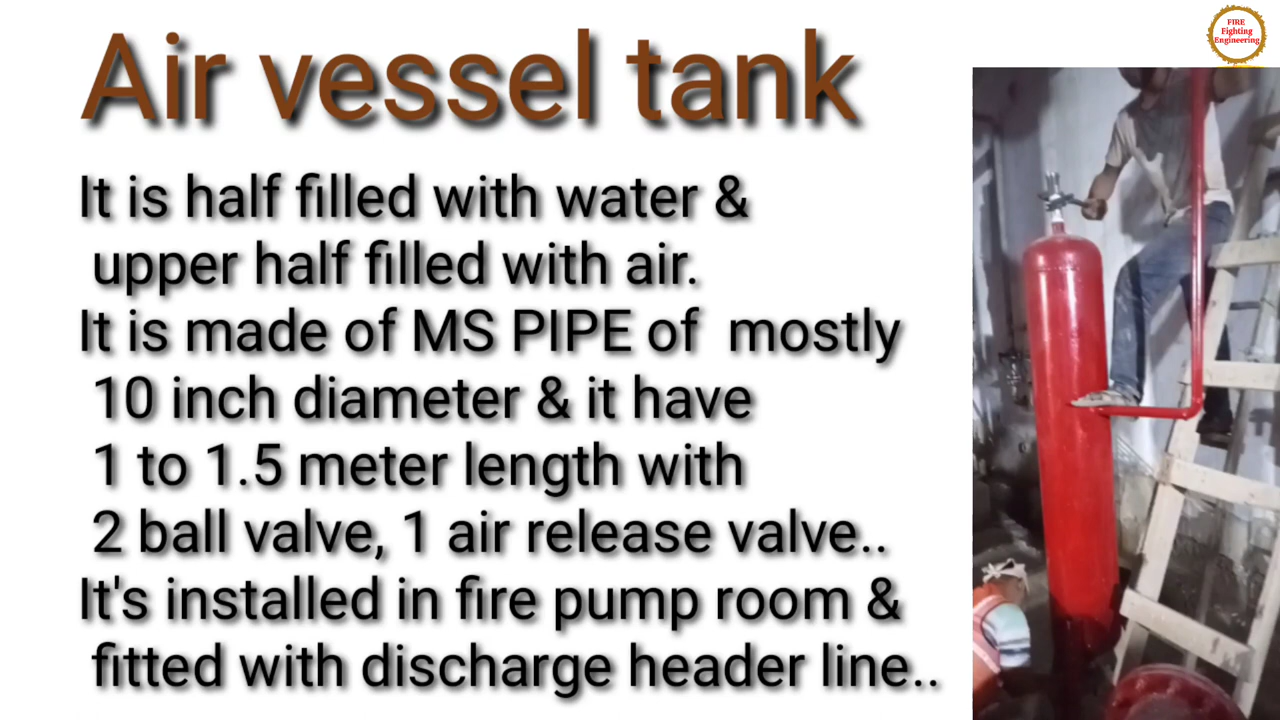 FIRE
Fighting
Engineering
Air vessel tank
It is half filled with water &
upper half filled with air.
It is made of MS PIPE of mostly
10 inch diameter & it have
1 to 1.5 meter length with
2 ball valve, 1 air release valve..
It's installed in fire pump room &
fitted with discharge header line..